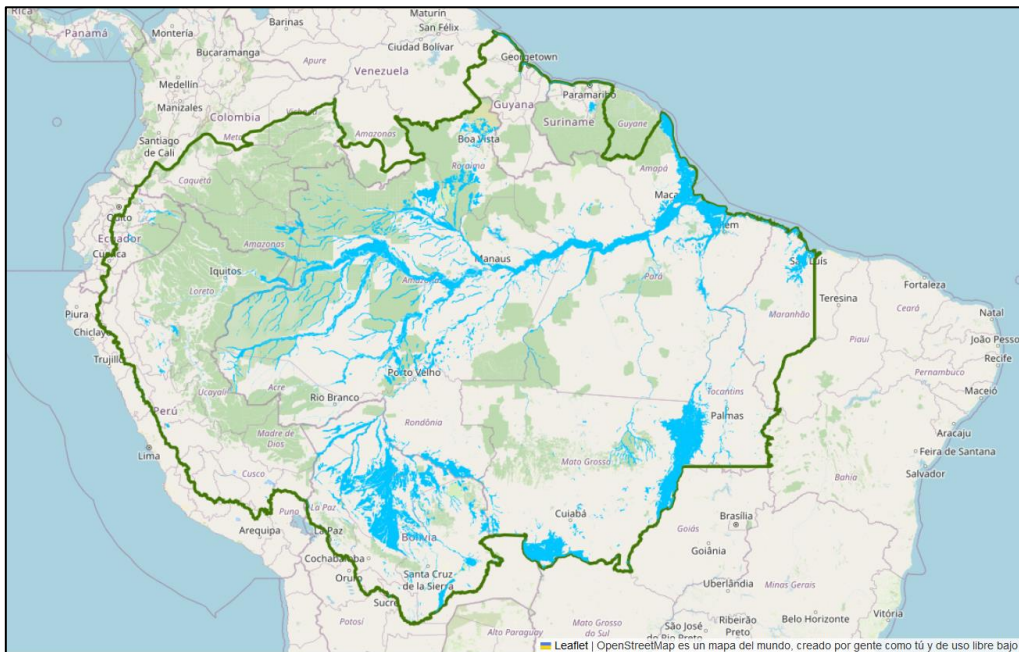 Rica
Panamá
Montería
Barinas
Maturín
San Félix
Ciudad Bolívar
Bucaramanga
Apure
Venezuela
Georgetown
Medellín
Manizales
Colombia
Guyana
Paramaribo
Suriname
Guyane
Santiago
de Cali
Meta
Amazonas
Boa Vista
Roraima
Amapá
Caquetá
Quito
Ecuador
Cuenca
Amazonas
Iquitos
Loreto
Manaus
Amazonas
Pará
São Luís
Maranhão
Fortaleza
Teresina
Ceará
Natal
Piura
Chiclayo
Trujillo
João Pesso
Recife
Piauí
Pernambuco
Maceió
Ucayali
Acre
Porto Velho
Rio Branco
Rondônia
Tocantins
Palmas
Perú
Madre de
Dios
Lima
Cusco
Mato Grosso
Aracaju
Feira de Santana
Salvador
Bahia
Puno
La Paz
La Paz
Arequipa
Bolivia
Cuiabá
Goiás
Brasília
Goiânia
Cochabamba
Oruro
Santa Cruz
de la Sierra
Sucre
Potosí
Uberlândia
Minas Gerais
Vitória
Alto Paraguay
Mato Grosso
do Sul
São José
do Rio Preto
Ribeirão
Preto
Belo Horizonte
Leaflet | OpenStreetMap es un mapa del mundo, creado por gente como tú y de uso libre bajo